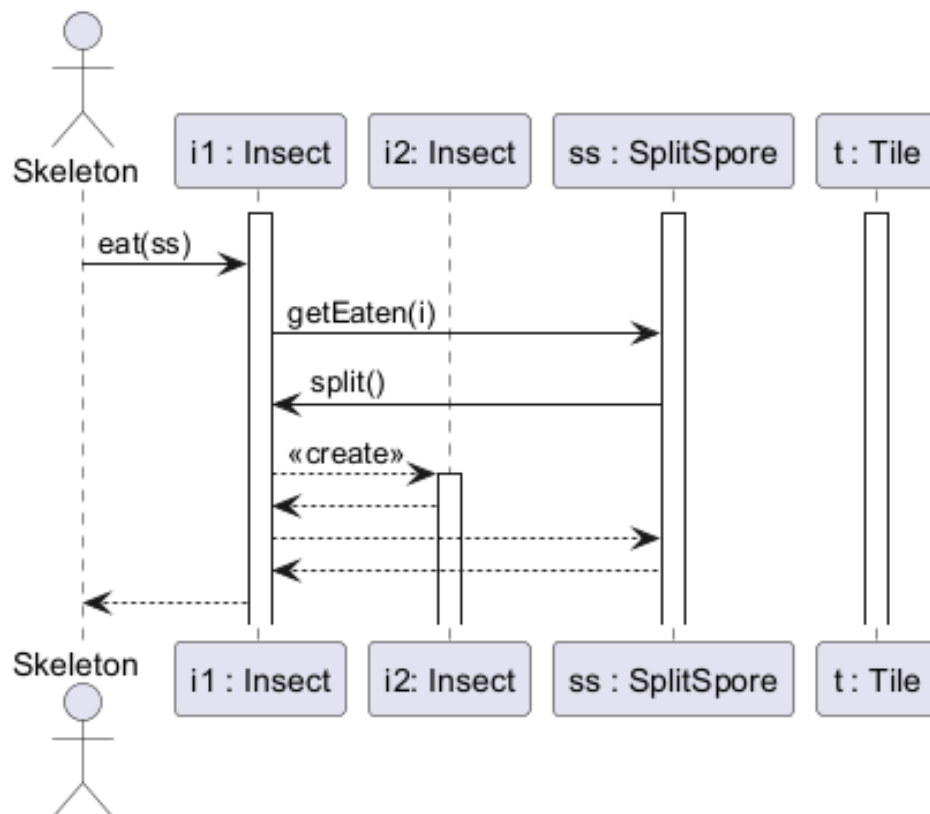 Skeleton
i1 : Insect
i2: Insect
ss : SplitSpore
t : Tile
eat(ss)
getEaten(i)
split()
«create»
Skeleton
i1 : Insect
i2: Insect
ss : SplitSpore
t : Tile